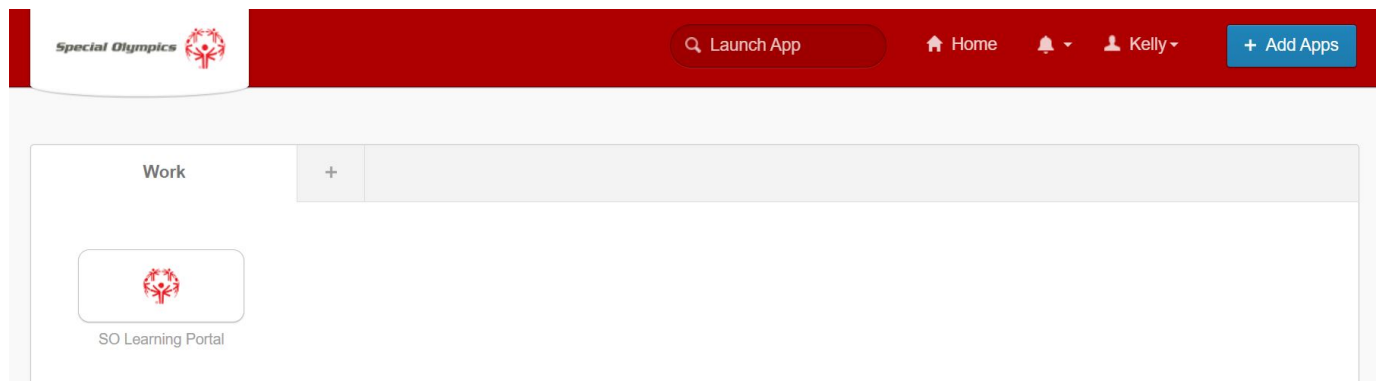 Special Olympics
Launch App
Home
Kelly
+ Add Apps
Work
+
SO Learning Portal